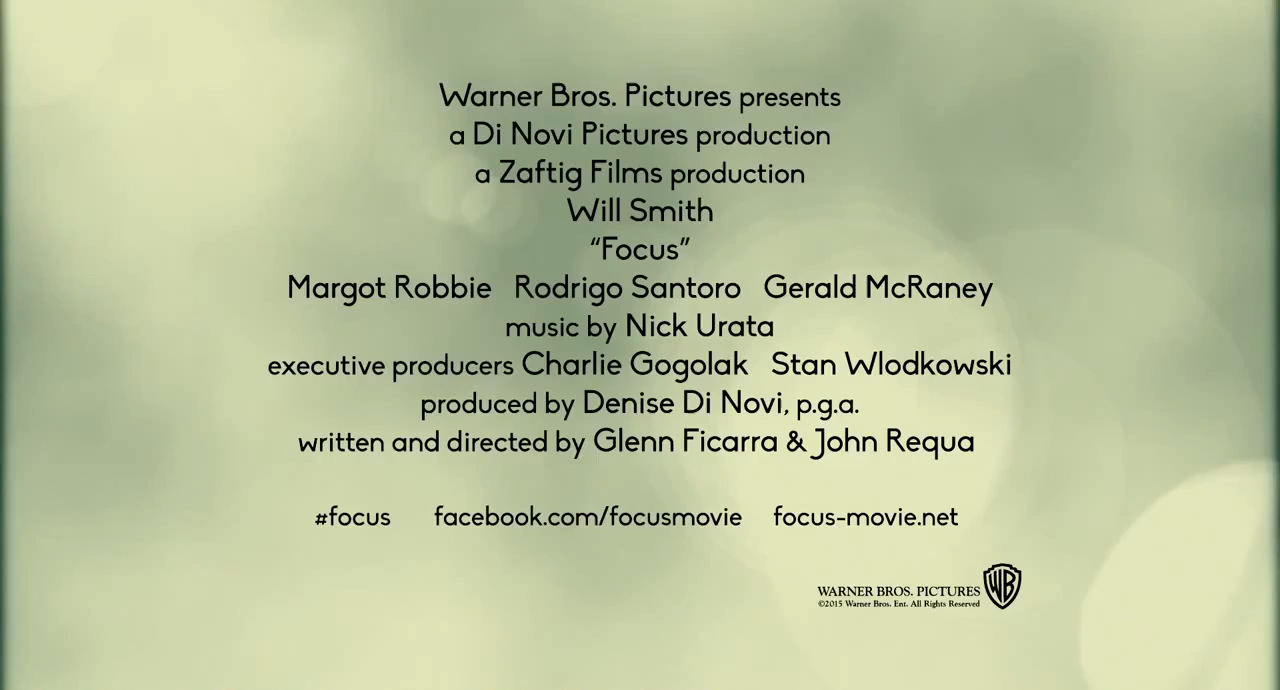 Warner Bros. Pictures presents
a Di Novi Pictures production
a Zaftig Films production
Will Smith
“Focus”
Margot Robbie Rodrigo Santoro Gerald McRaney
music by Nick Urata
executive producers Charlie Gogolak Stan Wlodkowski
produced by Denise Di Novi, p.g.a.
written and directed by Glenn Ficarra & John Requa
#focus facebook.com/focusmovie focus-movie.net
WARNER BROS. PICTURES WB
©2015 Warner Bros. Ent. All Rights Reserved